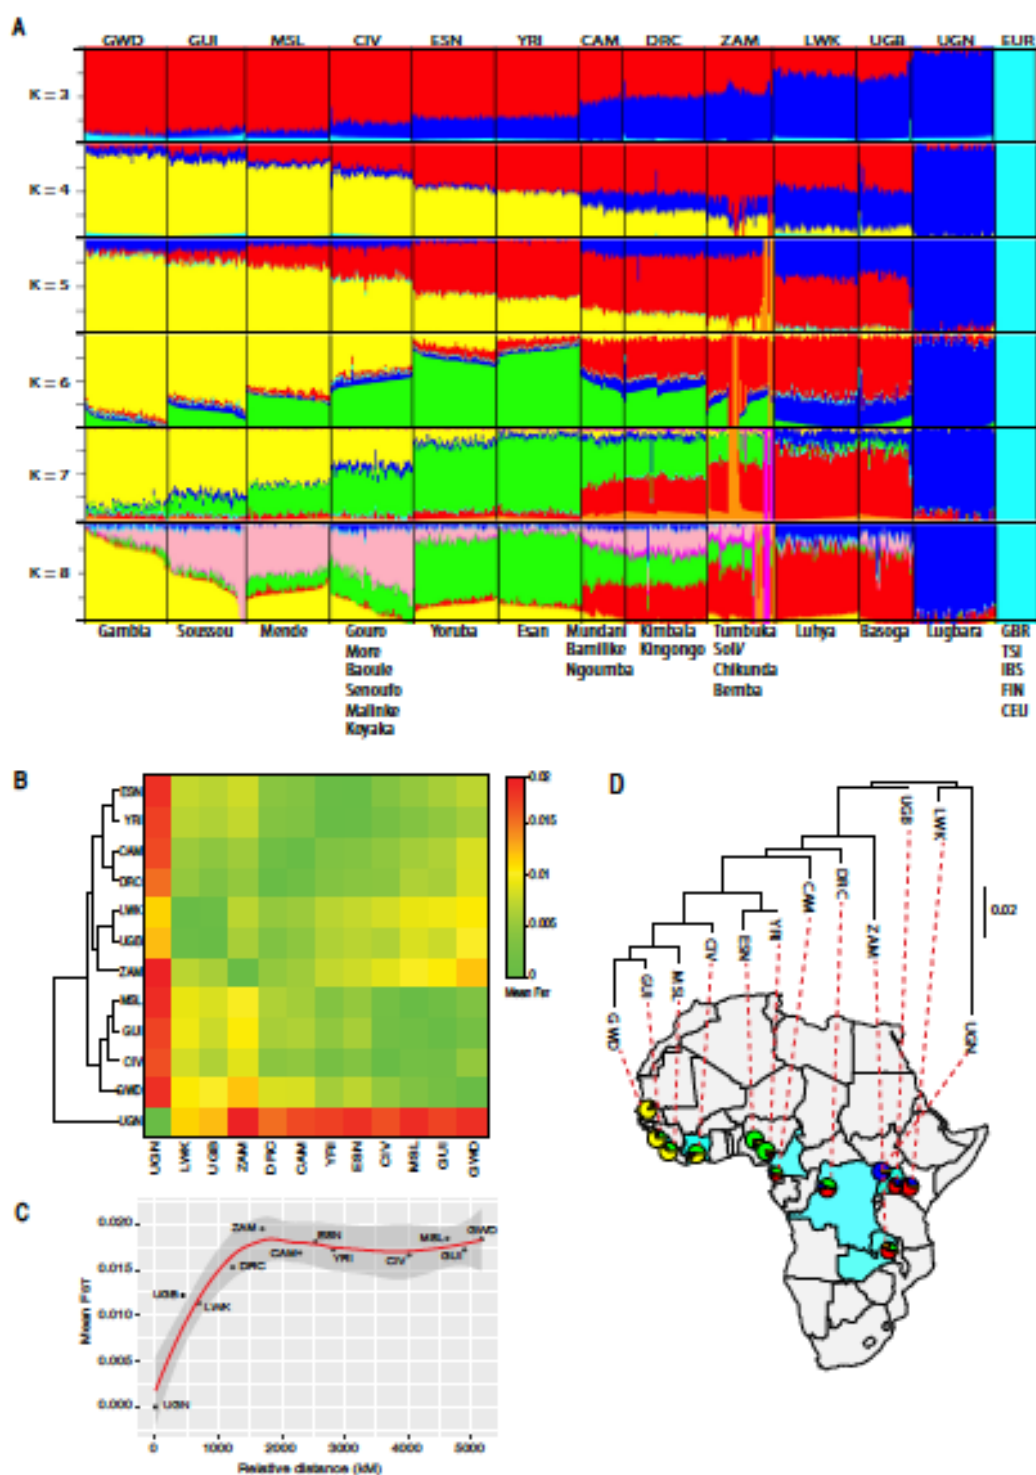 A
GWD GUI MSL CIV ESN YRI CAM DRC ZAM LWK UGB UGN EUR
K = 3
K = 4
K = 5
K = 6
K = 7
K = 8
Gambia Soussou Mende Gouro Yoruba Esan Mundani Kimbala Tumbuka Luhya Basoga Lugbara GBR
More Bamilike Kingongo Soli/ TSI
Baoule Ngoumba Chikunda IBS
Senoufo Bemba FIN
Malinke CEU
Koyaka
B
ESN
YRI
CAM
DRC
LWK
UGB
ZAM
MSL
GUI
CIV
GWD
UGN
UGN LWK UGB ZAM DRC CAM YRI ESN CIV MSL GUI GWD
0.02
0.015
0.01
0.005
0
Mean FST
C
0.020
0.015
0.010
0.005
0.000
Mean FST
ZAM
CAM
ESN
YRI
CIV
MSL
GUI
GWD
DRC
UGB
LWK
UGN
0 1000 2000 3000 4000 5000
Relative distance (kM)
D
UGB
LWK
DRC
CAM
0.02
YRI
ESN
CIV
ZAM
MSL
GUI
GWD
UGN